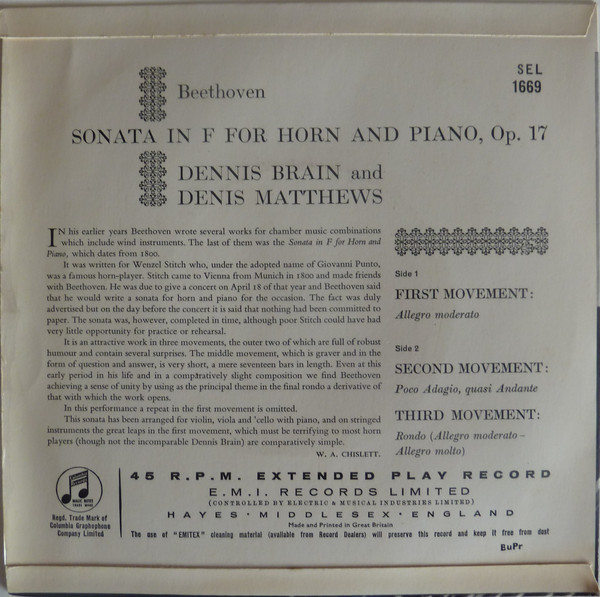 SEL
1669
Beethoven
SONATA IN F FOR HORN AND PIANO, Op. 17
DENNIS BRAIN and
DENIS MATTHEWS
IN his earlier years Beethoven wrote several works for chamber music combinations
which include wind instruments. The last of them was the Sonata in F for Horn and
Piano, which dates from 1800.
It was written for Wenzel Stitch who, under the adopted name of Giovanni Punto,
was a famous horn-player. Stitch came to Vienna from Munich in 1800 and made friends
with Beethoven. He was due to give a concert on April 18 of that year and Beethoven said
that he would write a sonata for horn and piano for the occasion. The fact was duly
advertised but on the day before the concert it is said that nothing had been committed to
paper. The sonata was, however, completed in time, although poor Stitch could have had
very little opportunity for practice or rehearsal.
It is an attractive work in three movements, the outer two of which are full of robust
humour and contain several surprises. The middle movement, which is graver and in the
form of question and answer, is very short, a mere seventeen bars in length. Even at this
early period in his life and in a comparatively slight composition we find Beethoven
achieving a sense of unity by using as the principal theme in the final rondo a derivative of
that with which the work opens.
In this performance a repeat in the first movement is omitted.
This sonata has been arranged for violin, viola and 'cello with piano, and on stringed
instruments the great leaps in the first movement, which must be terrifying to most horn
players (though not the incomparable Dennis Brain) are comparatively simple.
W. A. CHISLETT.
Side 1
FIRST MOVEMENT:
Allegro moderato
Side 2
SECOND MOVEMENT:
Poco Adagio, quasi Andante
THIRD MOVEMENT:
Rondo (Allegro moderato –
Allegro molto)
MAGIC NOTES
TRADE MARK
Regd. Trade Mark of
Columbia Graphophone
Company Limited
45 R.P.M. EXTENDED PLAY RECORD
E.M.I. RECORDS LIMITED
(CONTROLLED BY ELECTRIC & MUSICAL INDUSTRIES LIMITED)
HAYES · MIDDLESEX · ENGLAND
Made and Printed in Great Britain
The use of "EMITEX" cleaning material (available from Record Dealers) will preserve this record and keep it free from dust
BuPr